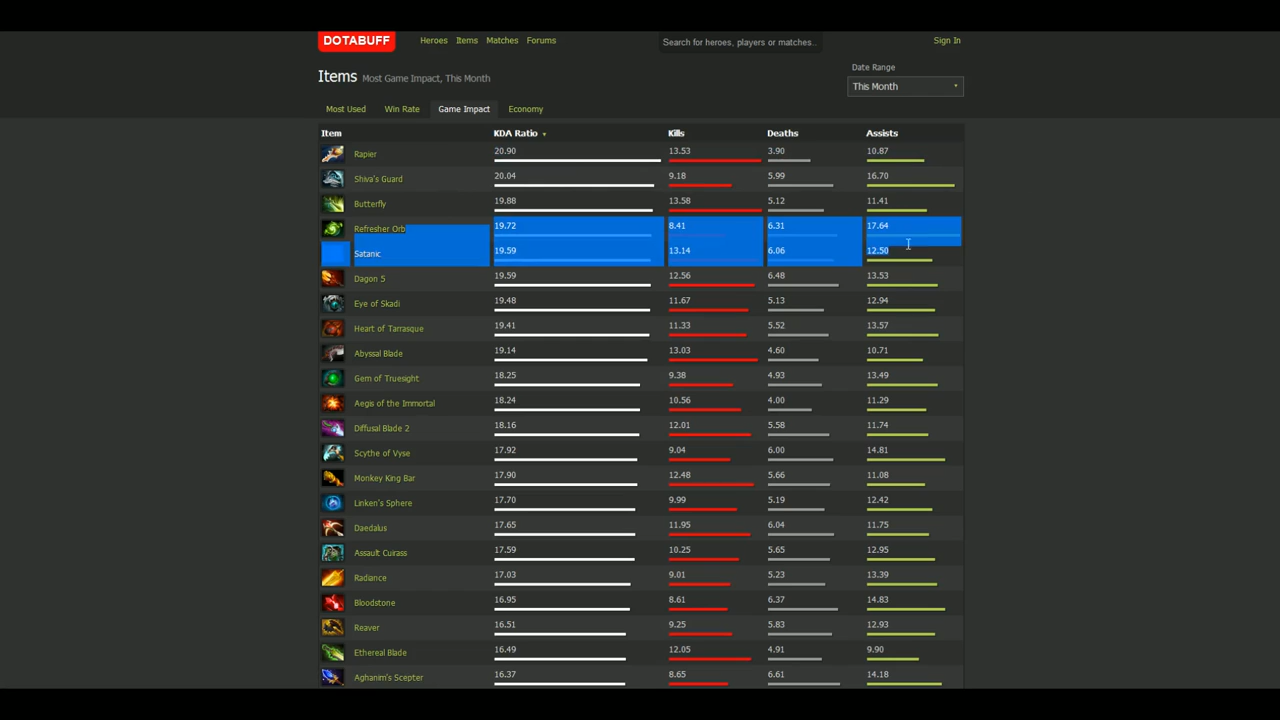 DOTABUFF Heroes Items Matches Forums Search for heroes, players or matches.. Sign In
Date Range
Items Most Game Impact, This Month
This Month
Most Used Win Rate Game Impact Economy
Item KDA Ratio Kills Deaths Assists
Rapier 20.90 13.53 3.90 10.87
Shiva's Guard 20.04 9.18 5.99 16.70
Butterfly 19.88 13.58 5.12 11.41
Refresher Orb 19.72 8.41 6.31 17.64
Satanic 19.59 13.14 6.06 12.50
Dagon 5 19.59 12.56 6.48 13.53
Eye of Skadi 19.48 11.67 5.13 12.94
Heart of Tarrasque 19.41 11.33 5.52 13.57
Abyssal Blade 19.14 13.03 4.60 10.71
Gem of Truesight 18.25 9.38 4.93 13.49
Aegis of the Immortal 18.24 10.56 4.00 11.29
Diffusal Blade 2 18.16 12.01 5.58 11.74
Scythe of Vyse 17.92 9.04 6.00 14.81
Monkey King Bar 17.90 12.48 5.66 11.08
Linken's Sphere 17.70 9.99 5.19 12.42
Daedalus 17.65 11.95 6.04 11.75
Assault Cuirass 17.59 10.25 5.65 12.95
Radiance 17.03 9.01 5.23 13.39
Bloodstone 16.95 8.61 6.37 14.83
Reaver 16.51 9.25 5.83 12.93
Ethereal Blade 16.49 12.05 4.91 9.90
Aghanim's Scepter 16.37 8.65 6.61 14.18